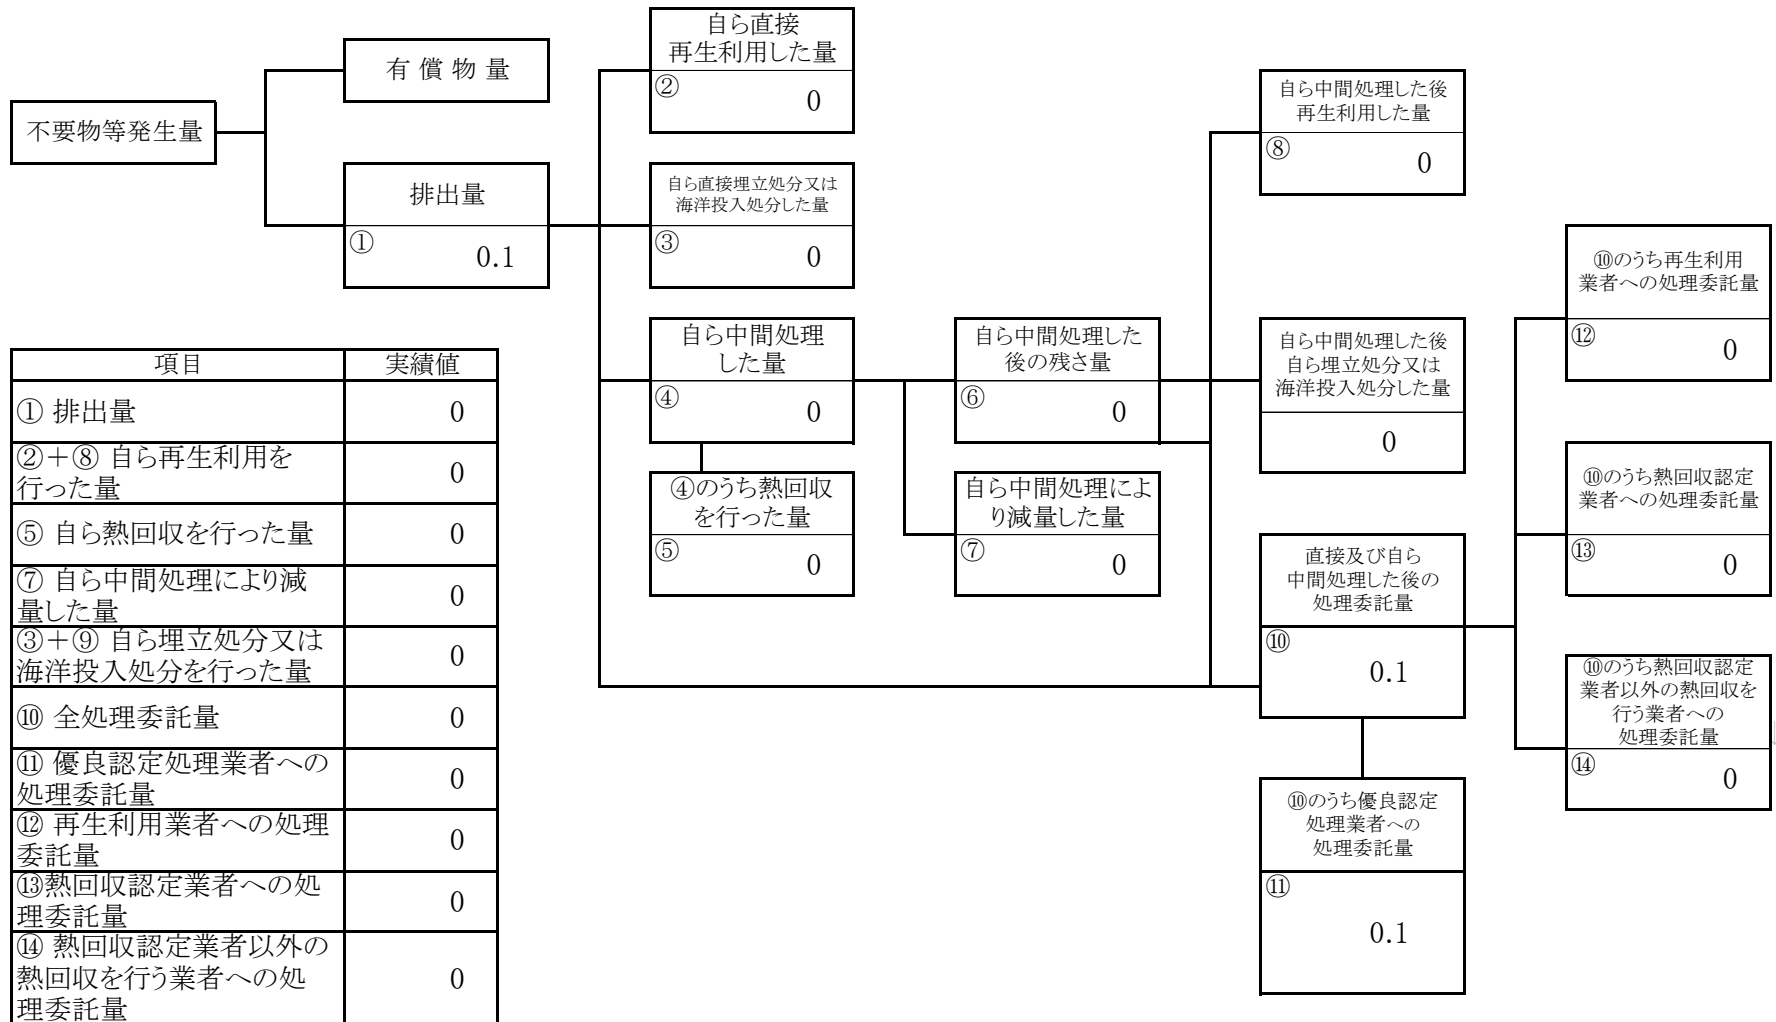 自ら直接
再生利用した量
②
0
有 償 物 量
不要物等発生量
排出量
①
0.1
自ら直接埋立処分又は
海洋投入処分した量
③
0
自ら中間処理した後
再生利用した量
⑧
0
自ら中間処理
した量
④
0
自ら中間処理した
後の残さ量
⑥
0
自ら中間処理した後
自ら埋立処分又は
海洋投入処分した量
0
④のうち熱回収
を行った量
⑤
0
自ら中間処理によ
り減量した量
⑦
0
直接及び自ら
中間処理した後の
処理委託量
⑩
0.1
⑩のうち優良認定
処理業者への
処理委託量
⑪
0.1
⑩のうち再生利用
業者への処理委託量
⑫
0
⑩のうち熱回収認定
業者への処理委託量
⑬
0
⑩のうち熱回収認定
業者以外の熱回収を
行う業者への
処理委託量
⑭
0
項目 実績値
① 排出量 0
②＋⑧ 自ら再生利用を
行った量 0
⑤ 自ら熱回収を行った量 0
⑦ 自ら中間処理により減
量した量 0
③＋⑨ 自ら埋立処分又は
海洋投入処分を行った量 0
⑩ 全処理委託量 0
⑪ 優良認定処理業者への
処理委託量 0
⑫ 再生利用業者への処理
委託量 0
⑬熱回収認定業者への処
理委託量 0
⑭ 熱回収認定業者以外の
熱回収を行う業者への処
理委託量 0